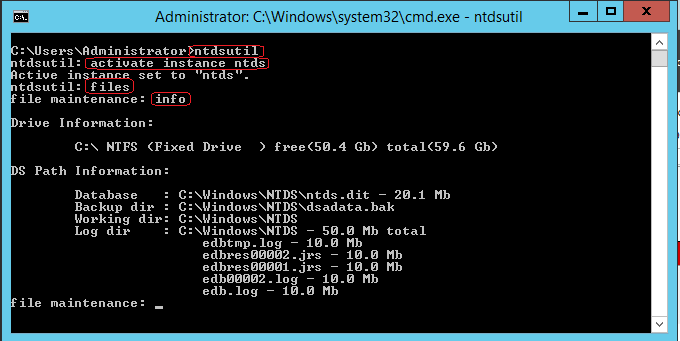 Administrator: C:\Windows\system32\cmd.exe - ntdsutil
C:\Users\Administrator>ntdsutil
ntdsutil: activate instance ntds
Active instance set to "ntds".
ntdsutil: files
file maintenance: info
Drive Information:
C:\ NTFS (Fixed Drive  ) free(50.4 Gb) total(59.6 Gb)
DS Path Information:
Database   : C:\Windows\NTDS\ntds.dit - 20.1 Mb
Backup dir : C:\Windows\NTDS\dsadata.bak
Working dir: C:\Windows\NTDS
Log dir    : C:\Windows\NTDS - 50.0 Mb total
edbtmp.log - 10.0 Mb
edbres00002.jrs - 10.0 Mb
edbres00001.jrs - 10.0 Mb
edb00002.log - 10.0 Mb
edb.log - 10.0 Mb
file maintenance: _